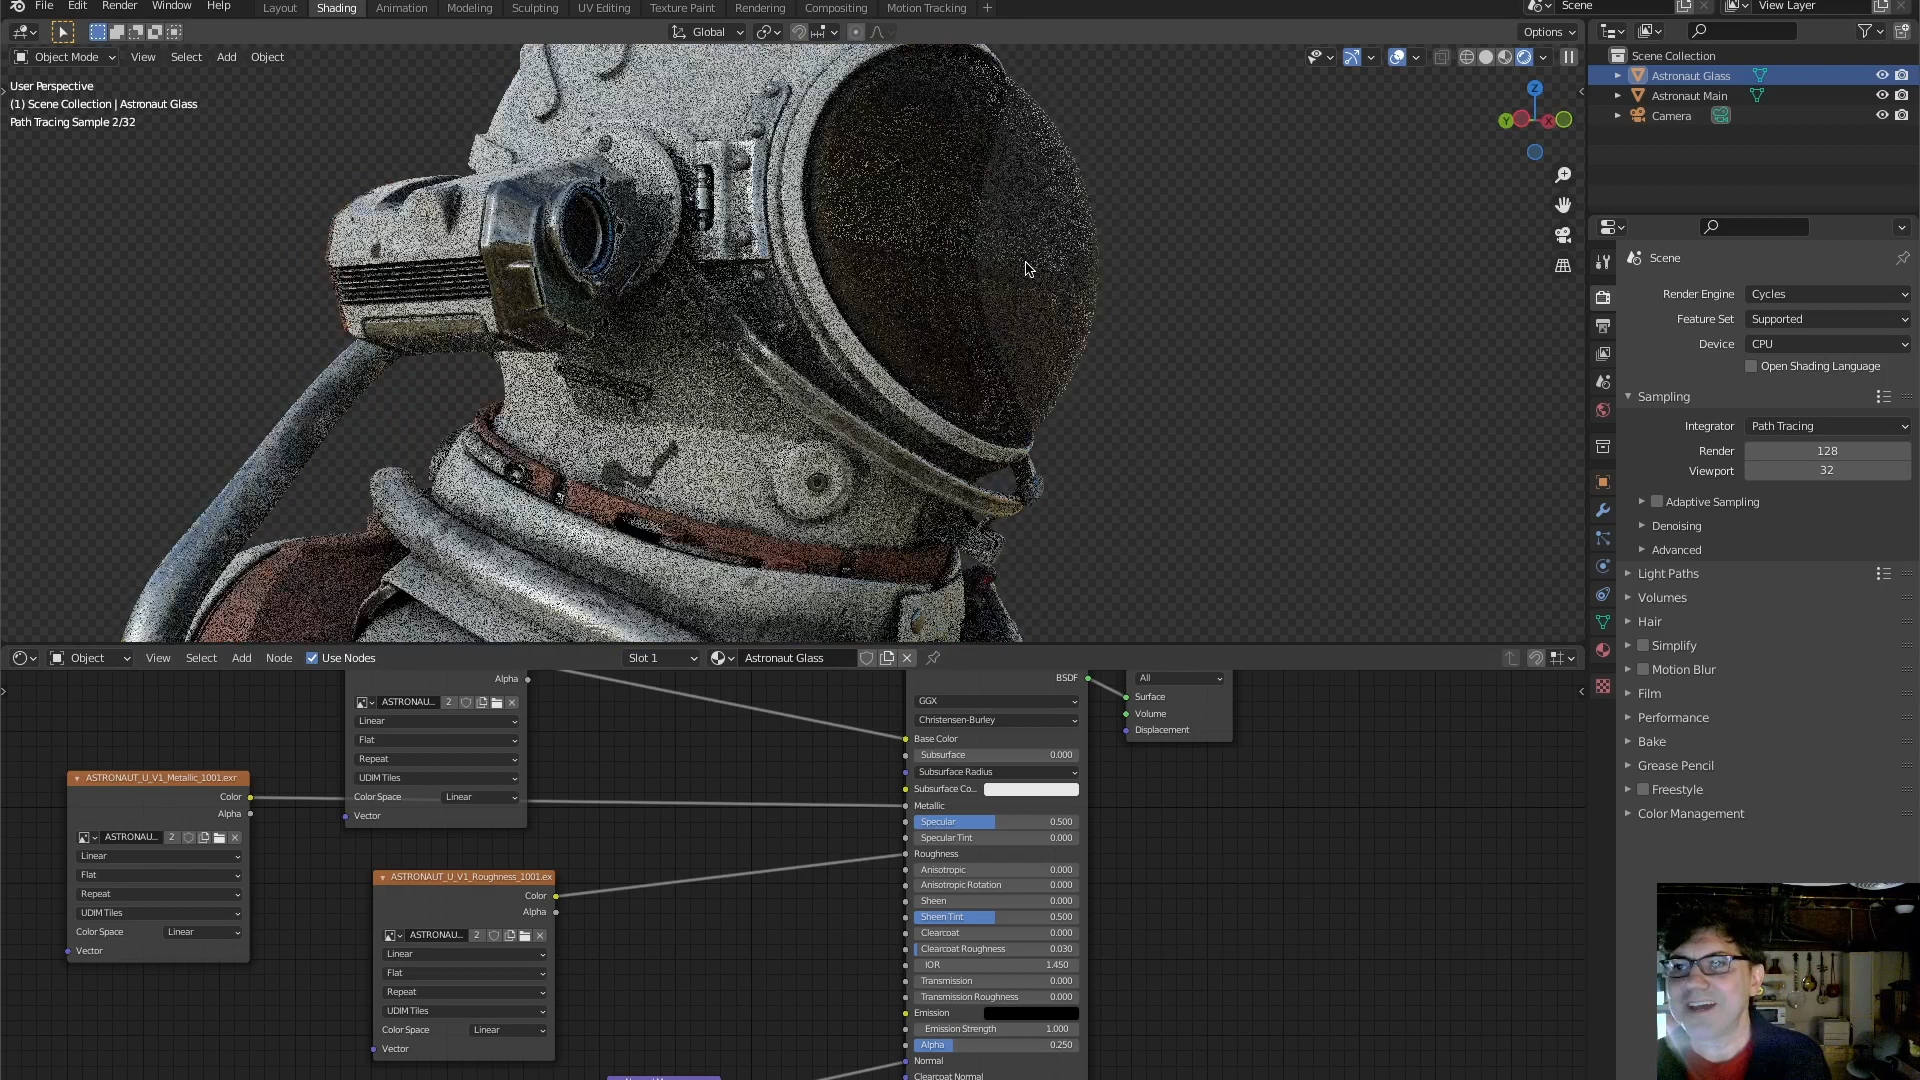 File Edit Render Window Help Layout Shading Animation Modeling Sculpting UV Editing Texture Paint Rendering Compositing Motion Tracking Scene View Layer
Global Options
Object Mode View Select Add Object
User Perspective
(1) Scene Collection | Astronaut Glass
Path Tracing Sample 2/32
Y Z X
Scene Collection
Astronaut Glass
Astronaut Main
Camera
Scene
Render Engine Cycles
Feature Set Supported
Device CPU
Open Shading Language
Sampling
Integrator Path Tracing
Render 128
Viewport 32
Adaptive Sampling
Denoising
Advanced
Light Paths
Volumes
Hair
Simplify
Motion Blur
Film
Performance
Bake
Grease Pencil
Freestyle
Color Management
Object View Select Add Node Use Nodes Slot 1 Astronaut Glass
Alpha
ASTRONAU... 2
Linear
Flat
Repeat
UDIM Tiles
Color Space Linear
Vector
ASTRONAUT_U_V1_Metallic_1001.exr
Color
Alpha
ASTRONAU... 2
Linear
Flat
Repeat
UDIM Tiles
Color Space Linear
Vector
ASTRONAUT_U_V1_Roughness_1001.ex
Color
Alpha
ASTRONAU... 2
Linear
Flat
Repeat
UDIM Tiles
Color Space Linear
Vector
BSDF
GGX
Christensen-Burley
Base Color
Subsurface 0.000
Subsurface Radius
Subsurface Co...
Metallic
Specular 0.500
Specular Tint 0.000
Roughness
Anisotropic 0.000
Anisotropic Rotation 0.000
Sheen 0.000
Sheen Tint 0.500
Clearcoat 0.000
Clearcoat Roughness 0.030
IOR 1.450
Transmission 0.000
Transmission Roughness 0.000
Emission
Emission Strength 1.000
Alpha 0.250
Normal
Clearcoat Normal
All
Surface
Volume
Displacement